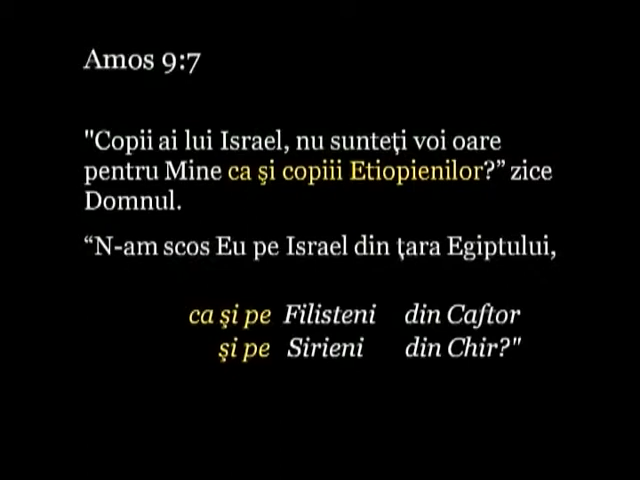 Amos 9:7
"Copii ai lui Israel, nu sunteţi voi oare
pentru Mine ca şi copiii Etiopienilor?” zice
Domnul.
“N-am scos Eu pe Israel din ţara Egiptului,
ca şi pe Filisteni din Caftor
şi pe Sirieni din Chir?"